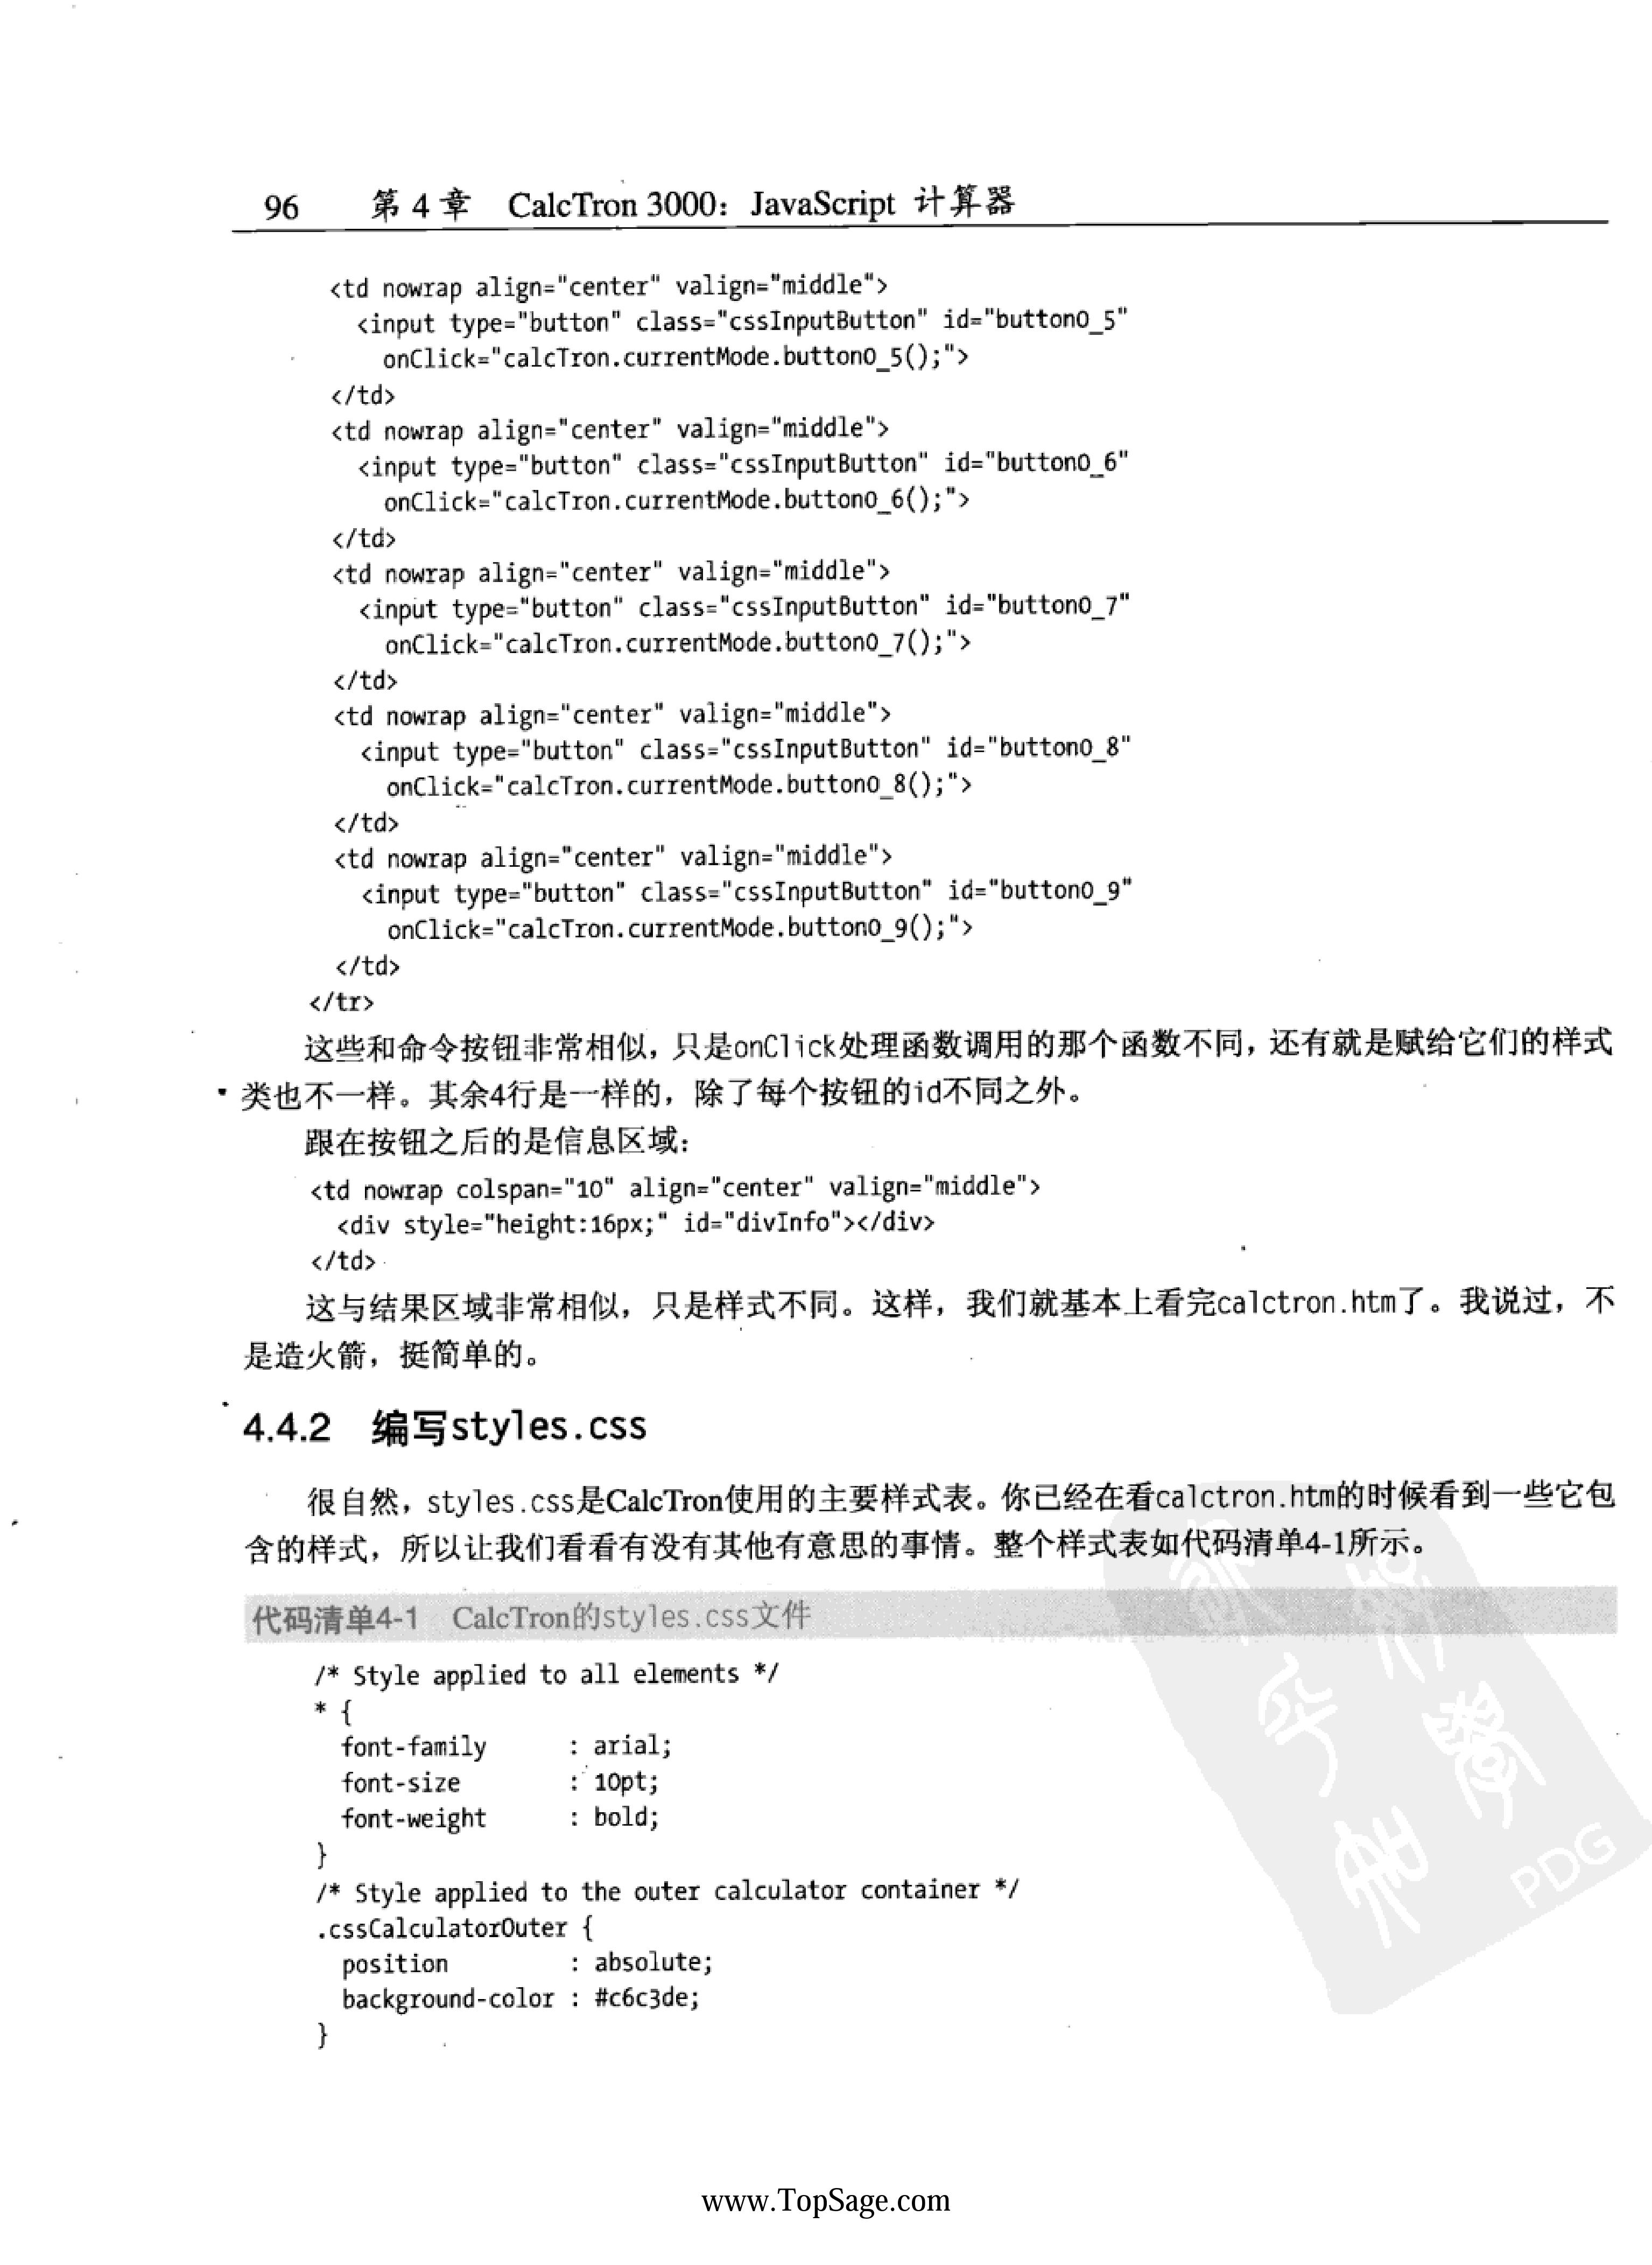 96 第 4 章 CalcTron 3000：JavaScript 计算器
<td nowrap align="center" valign="middle">
<input type="button" class="cssInputButton" id="button0_5"
onClick="calcTron.currentMode.button0_5();">
</td>
<td nowrap align="center" valign="middle">
<input type="button" class="cssInputButton" id="button0_6"
onClick="calcTron.currentMode.button0_6();">
</td>
<td nowrap align="center" valign="middle">
<input type="button" class="cssInputButton" id="button0_7"
onClick="calcTron.currentMode.button0_7();">
</td>
<td nowrap align="center" valign="middle">
<input type="button" class="cssInputButton" id="button0_8"
onClick="calcTron.currentMode.button0_8();">
</td>
<td nowrap align="center" valign="middle">
<input type="button" class="cssInputButton" id="button0_9"
onClick="calcTron.currentMode.button0_9();">
</td>
</tr>
这些和命令按钮非常相似，只是onClick处理函数调用的那个函数不同，还有就是赋给它们的样式
类也不一样。其余4行是一样的，除了每个按钮的id不同之外。
跟在按钮之后的是信息区域：
<td nowrap colspan="10" align="center" valign="middle">
<div style="height:16px;" id="divInfo"></div>
</td>
这与结果区域非常相似，只是样式不同。这样，我们就基本上看完calctron.htm了。我说过，不
是造火箭，挺简单的。
4.4.2 编写styles.css
很自然，styles.css是CalcTron使用的主要样式表。你已经在看calctron.htm的时候看到一些它包
含的样式，所以让我们看看有没有其他有意思的事情。整个样式表如代码清单4-1所示。
代码清单4-1 CalcTron的styles.css文件
/* Style applied to all elements */
* {
font-family : arial;
font-size : 10pt;
font-weight : bold;
}
/* Style applied to the outer calculator container */
.cssCalculatorOuter {
position : absolute;
background-color : #c6c3de;
}
PDG
www.TopSage.com